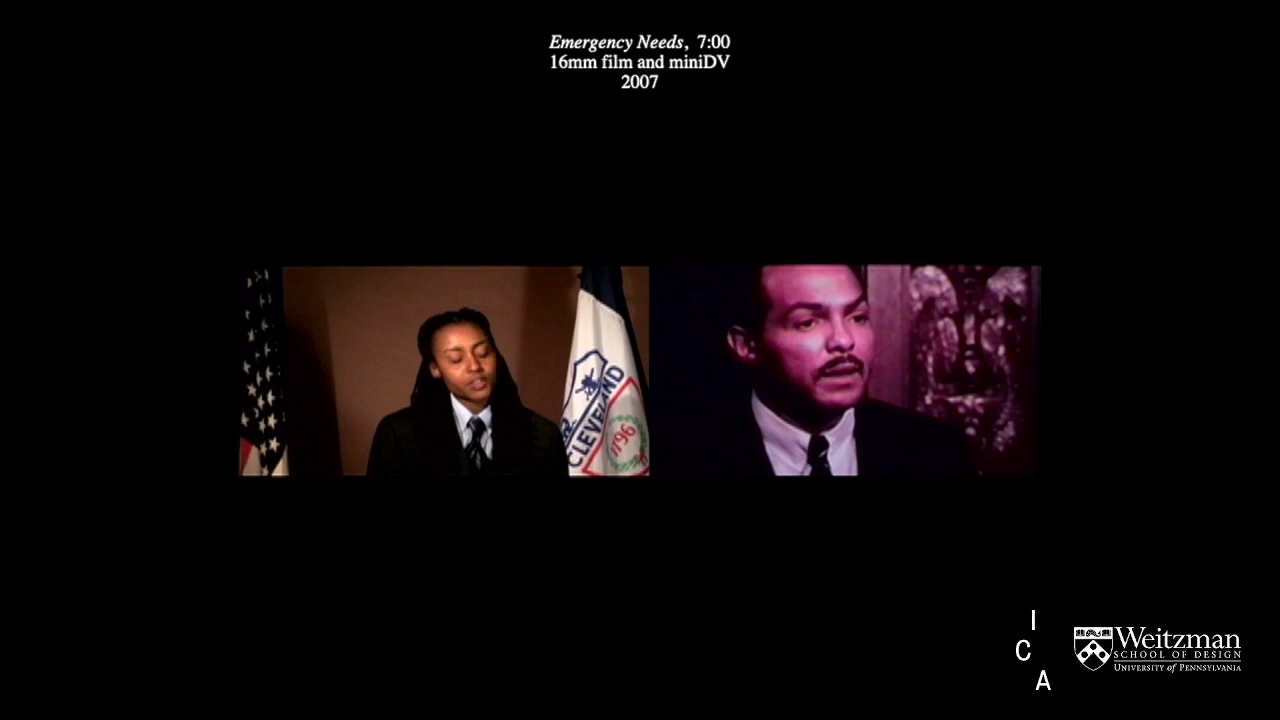 Emergency Needs, 7:00
16mm film and miniDV
2007
CLEVELAND
1796
I
C
A
Weitzman
SCHOOL OF DESIGN
UNIVERSITY of PENNSYLVANIA